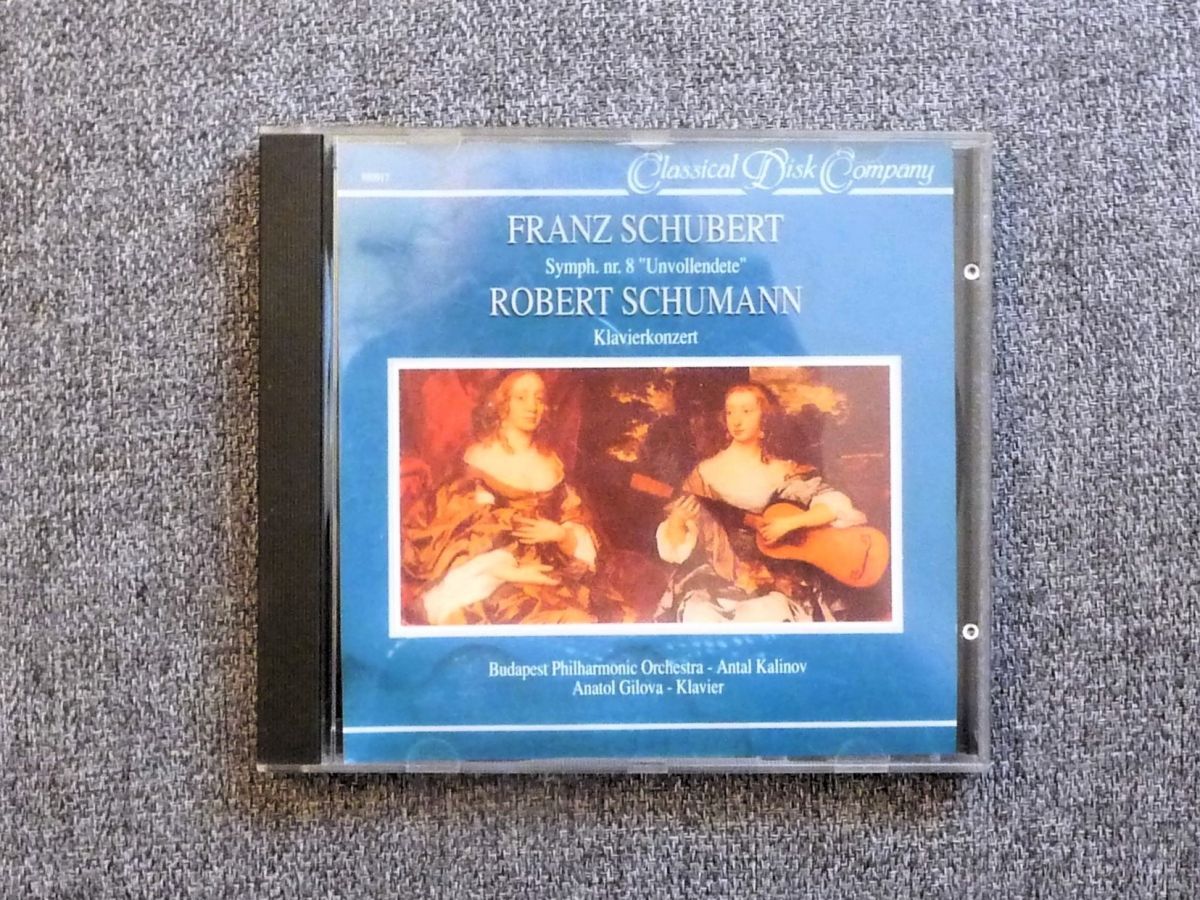 Classical Disk Company
FRANZ SCHUBERT
Symph. nr. 8 "Unvollendete"
ROBERT SCHUMANN
Klavierkonzert
Budapest Philharmonic Orchestra - Antal Kalinov
Anatol Gilova - Klavier